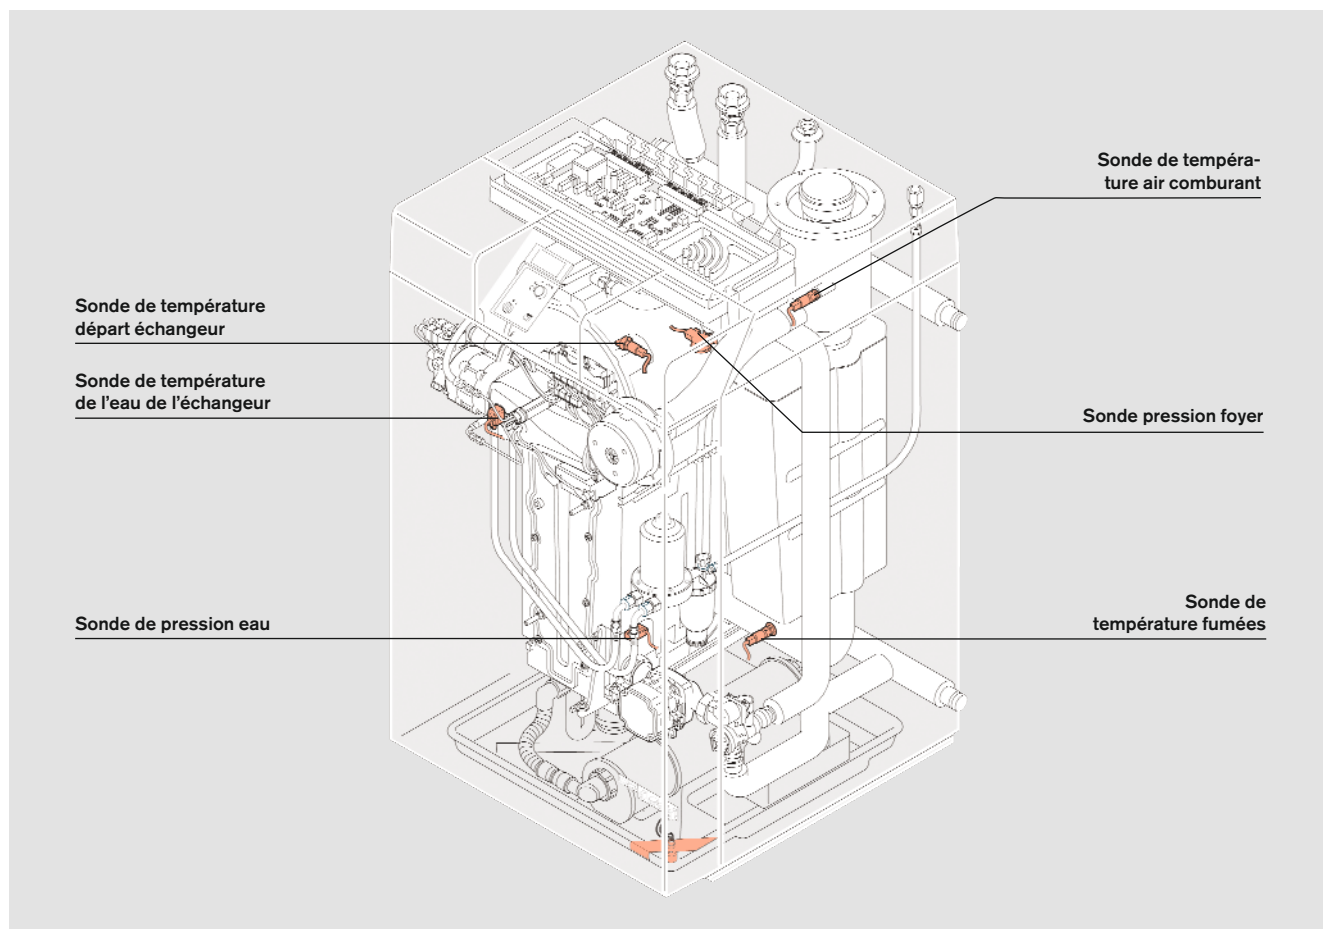 Sonde de tempéra-
ture air comburant
Sonde de température
départ échangeur
Sonde de température
de l’eau de l’échangeur
Sonde pression foyer
Sonde de pression eau
Sonde de
température fumées